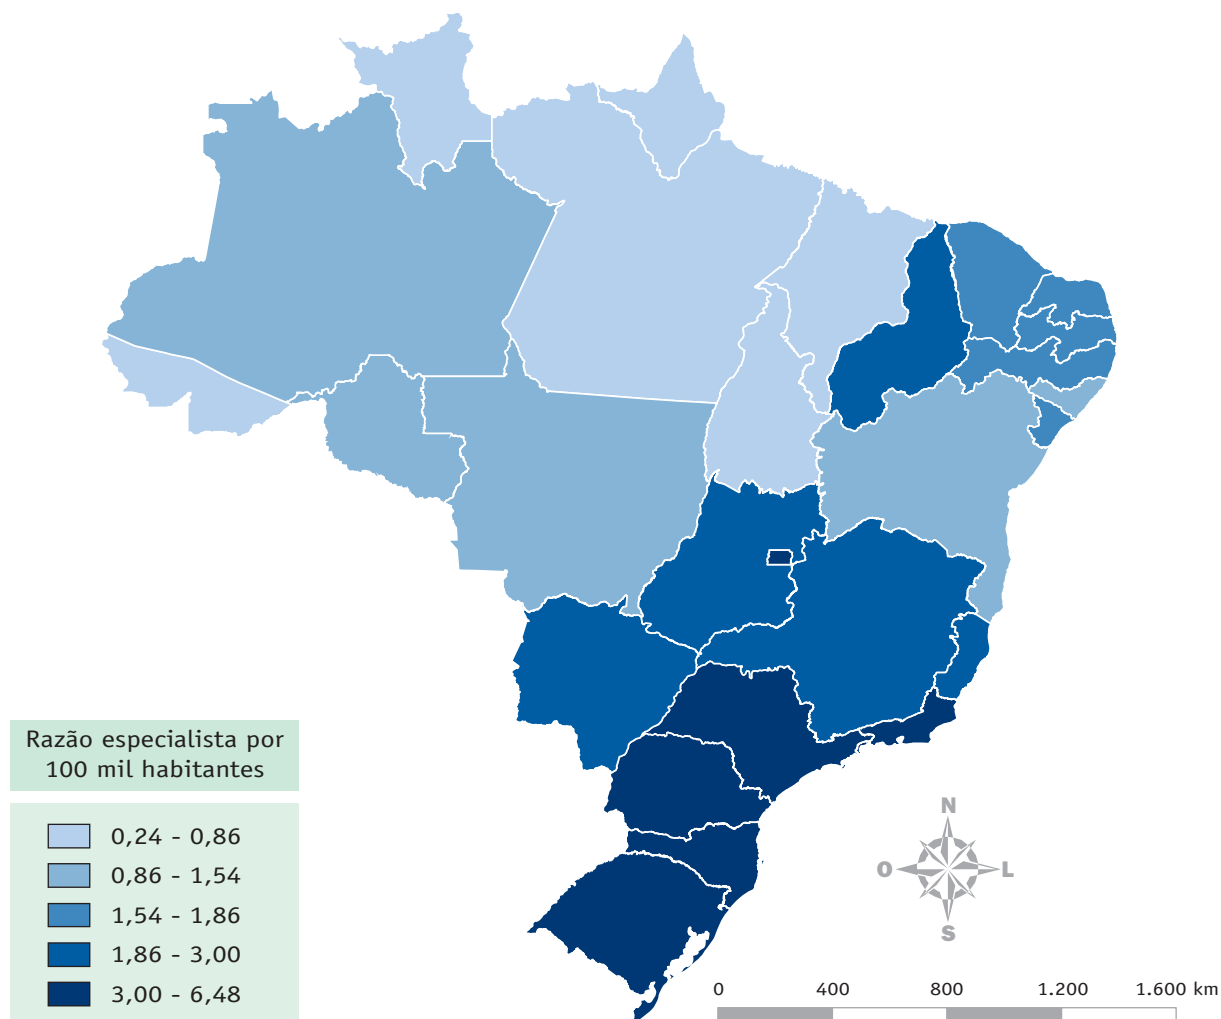 Razão especialista por
100 mil habitantes
0,24 - 0,86
0,86 - 1,54
1,54 - 1,86
1,86 - 3,00
3,00 - 6,48
N
O L
S
0 400 800 1.200 1.600 km